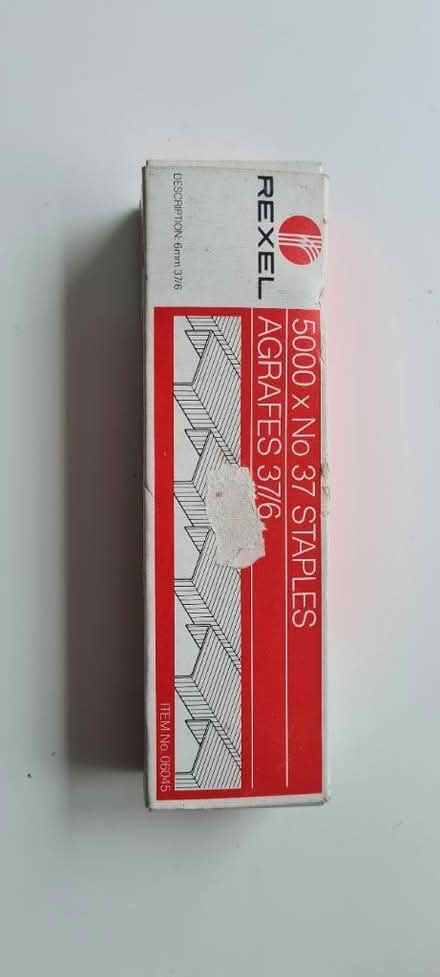 REXEL
DESCRIPTION: 6mm 37/6
5000 x No 37 STAPLES
AGRAFES 37/6
ITEM No. 06045